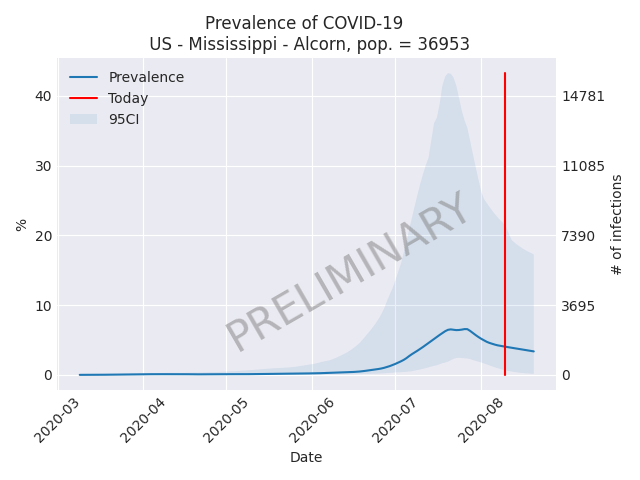 Prevalence of COVID-19
US - Mississippi - Alcorn, pop. = 36953
Prevalence
Today
95CI
40
30
20
10
0
%
14781
11085
7390
3695
0
# of infections
PRELIMINARY
2020-03
2020-04
2020-05
2020-06
2020-07
2020-08
Date